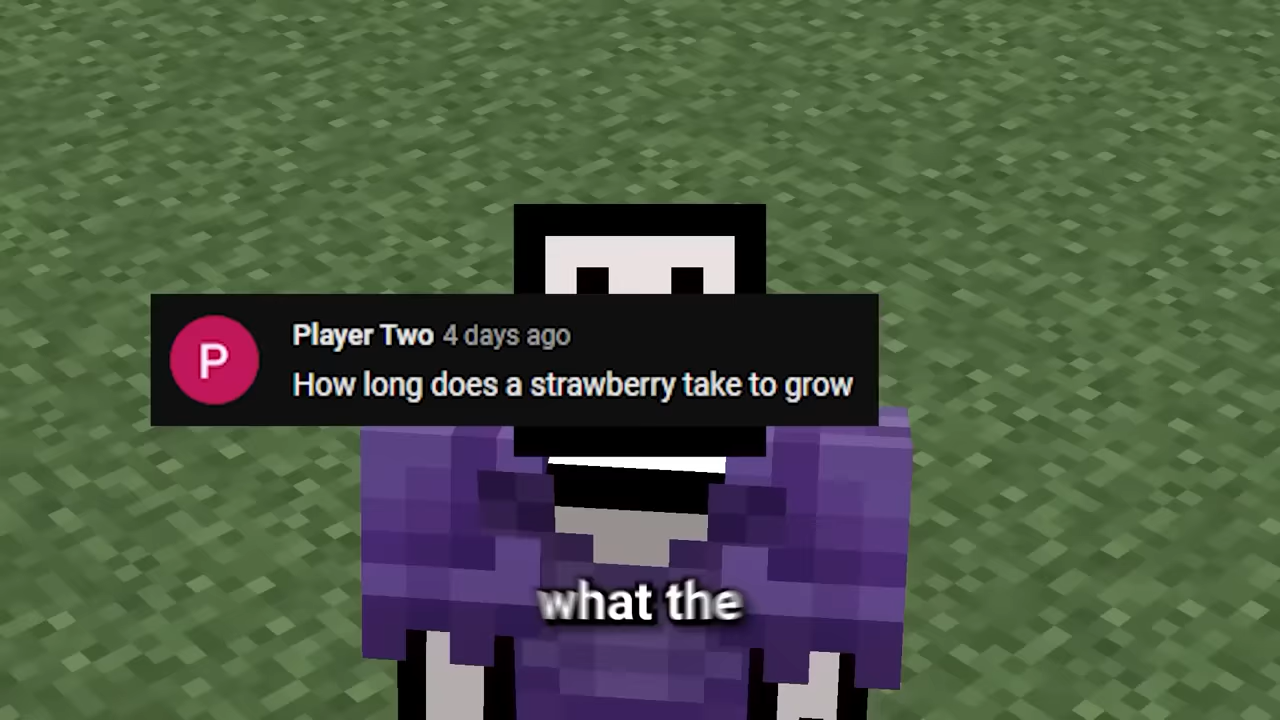 P
Player Two 4 days ago
How long does a strawberry take to grow
what the